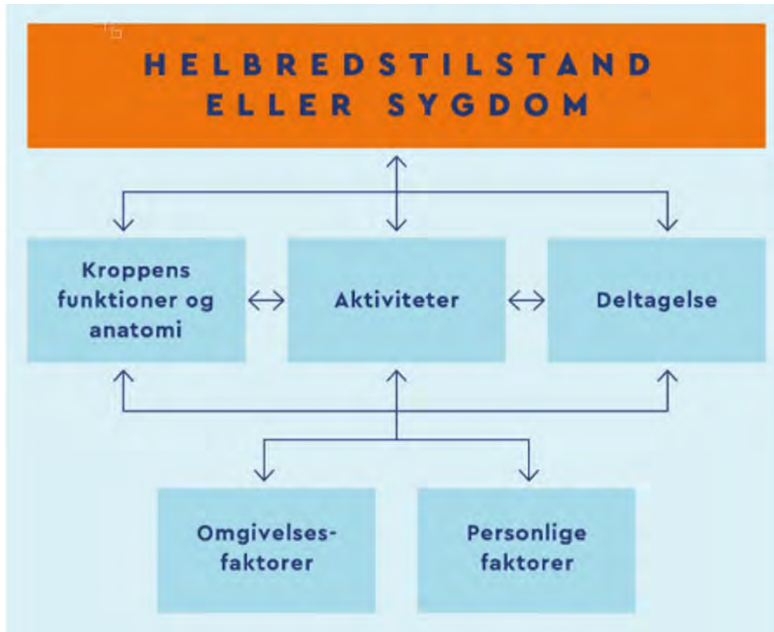 HELBREDSTILSTAND
ELLER SYGDOM
Kroppens
funktioner og
anatomi
Aktiviteter
Deltagelse
Omgivelses-
faktorer
Personlige
faktorer